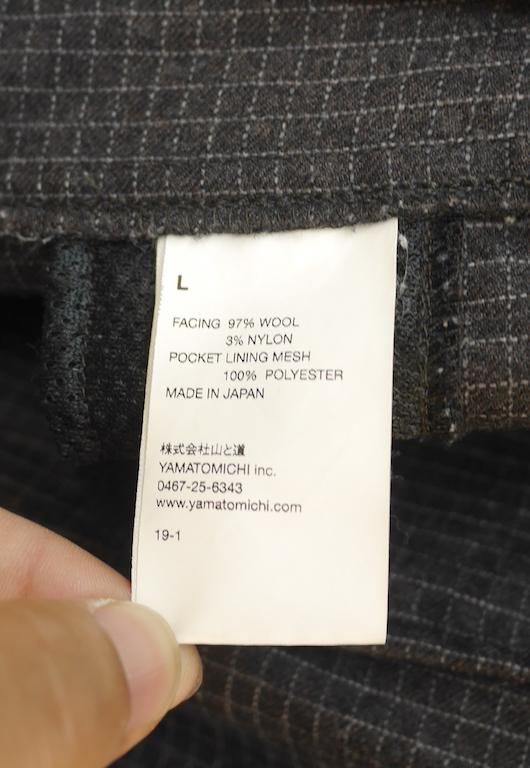 L
FACING 97% WOOL
3% NYLON
POCKET LINING MESH
100% POLYESTER
MADE IN JAPAN
株式会社山と道
YAMATOMICHI inc.
0467-25-6343
www.yamatomichi.com
19-1